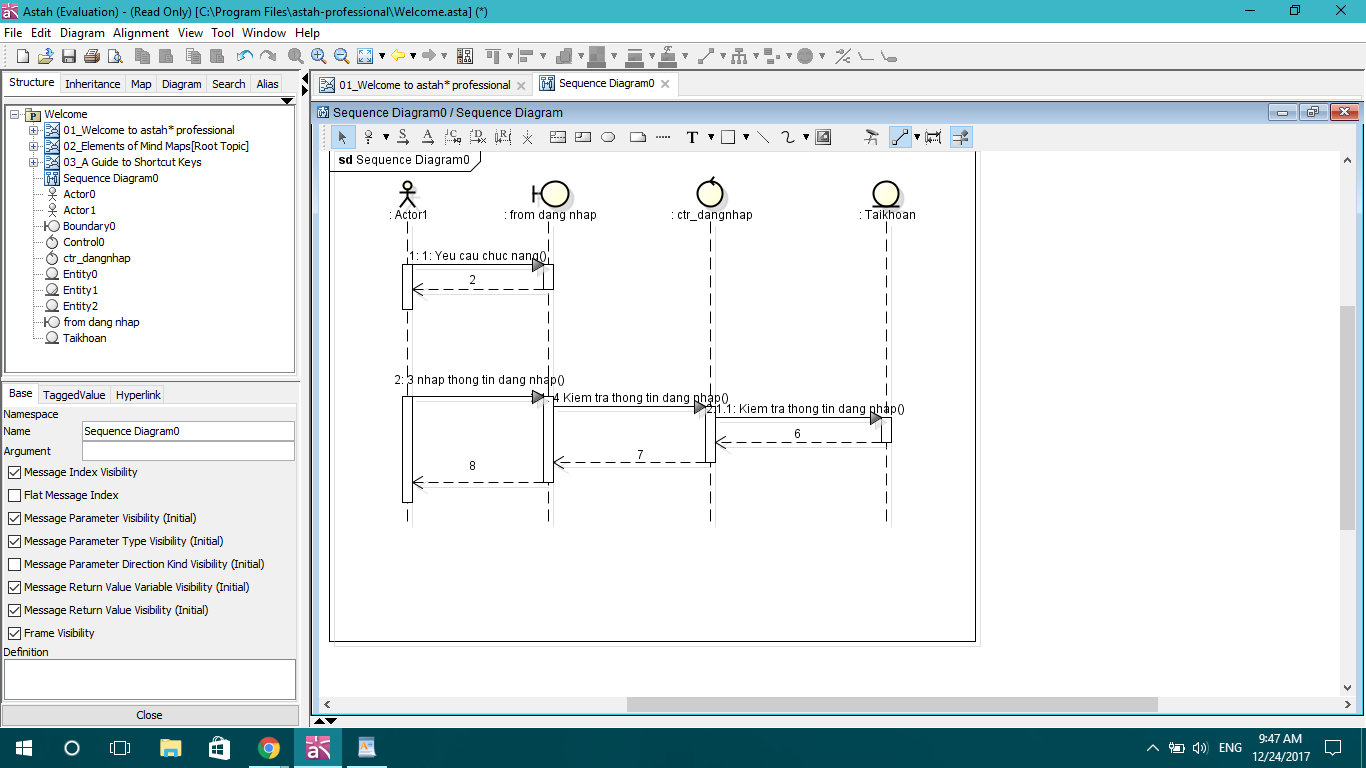 Astah (Evaluation) - (Read Only) [C:\Program Files\astah-professional\Welcome.asta] (*)
File Edit Diagram Alignment View Tool Window Help
Structure Inheritance Map Diagram Search Alias
Welcome
01_Welcome to astah* professional
02_Elements of Mind Maps[Root Topic]
03_A Guide to Shortcut Keys
Sequence Diagram0
Actor0
Actor1
Boundary0
Control0
ctr_dangnhap
Entity0
Entity1
Entity2
from dang nhap
Taikhoan
Base TaggedValue Hyperlink
Namespace
Name Sequence Diagram0
Argument
Message Index Visibility
Flat Message Index
Message Parameter Visibility (Initial)
Message Parameter Type Visibility (Initial)
Message Parameter Direction Kind Visibility (Initial)
Message Return Value Variable Visibility (Initial)
Message Return Value Visibility (Initial)
Frame Visibility
Definition
Close
01_Welcome to astah* professional Sequence Diagram0
Sequence Diagram0 / Sequence Diagram
S A C D {R} T
sd Sequence Diagram0
: Actor1 : from dang nhap : ctr_dangnhap : Taikhoan
1: 1: Yeu cau chuc nang()
2
2: 3 nhap thong tin dang nhap()
4 Kiem tra thong tin dang nhap()
2.1.1: Kiem tra thong tin dang nhap()
6
7
8
ENG
9:47 AM
12/24/2017